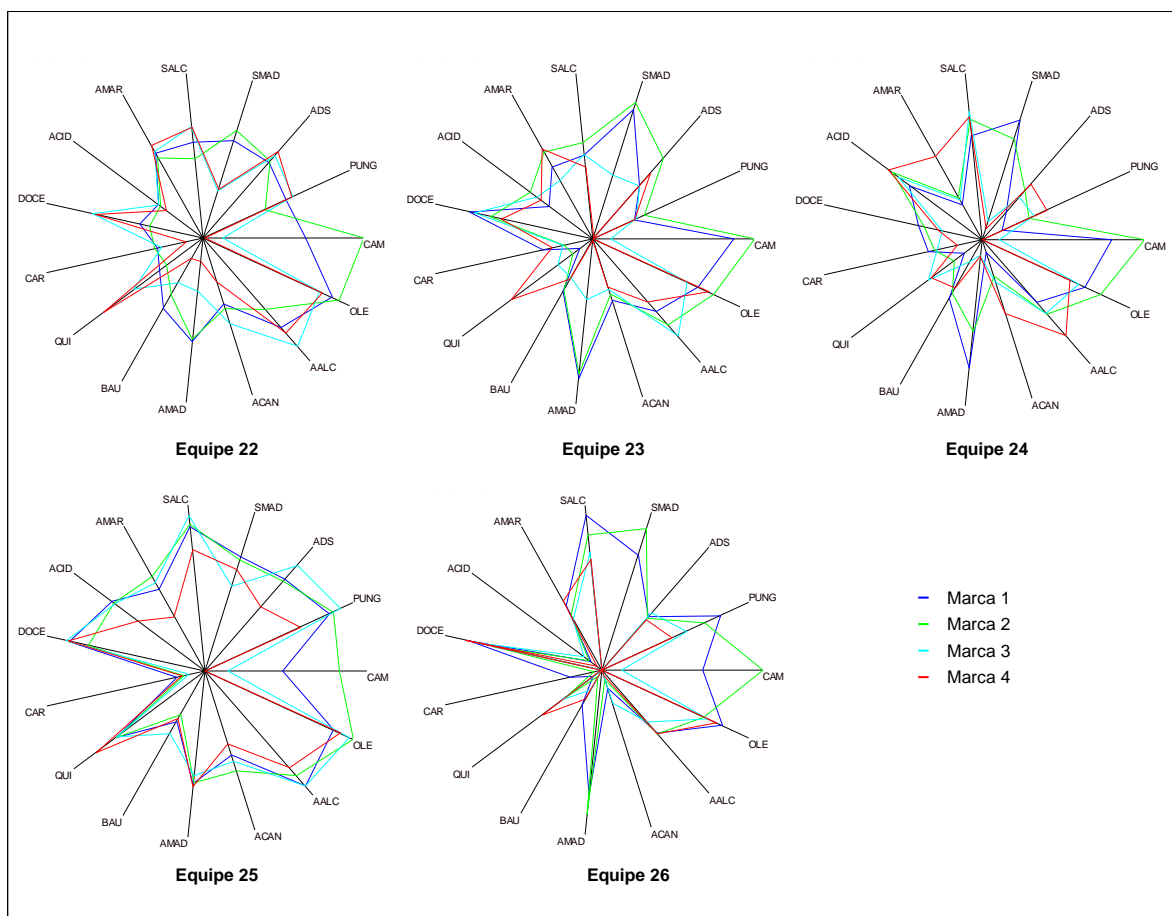 SALC
SMAD
AMAR
ADS
ACID
PUNG
DOCE
CAM
CAR
OLE
QUI
AALC
BAU
AMAD
ACAN
Equipe 22
SALC
SMAD
AMAR
ADS
ACID
PUNG
DOCE
CAM
CAR
OLE
QUI
AALC
BAU
AMAD
ACAN
Equipe 23
SALC
SMAD
AMAR
ADS
ACID
PUNG
DOCE
CAM
CAR
OLE
QUI
AALC
BAU
AMAD
ACAN
Equipe 24
SALC
SMAD
AMAR
ADS
ACID
PUNG
DOCE
CAM
CAR
OLE
QUI
AALC
BAU
AMAD
ACAN
Equipe 25
SALC
SMAD
AMAR
ADS
ACID
PUNG
DOCE
CAM
CAR
OLE
QUI
AALC
BAU
AMAD
ACAN
Equipe 26
Marca 1
Marca 2
Marca 3
Marca 4